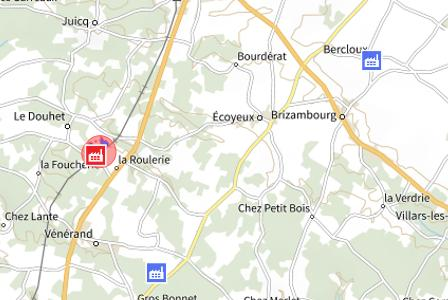 Juicq
Bourdérat
Bercloux
Le Douhet
Écoyeux
Brizambourg
la Roulerie
la Foucherie
la Verdrie
Chez Petit Bois
Chez Lante
Villars-les-
Vénérand
Gros Bonnet